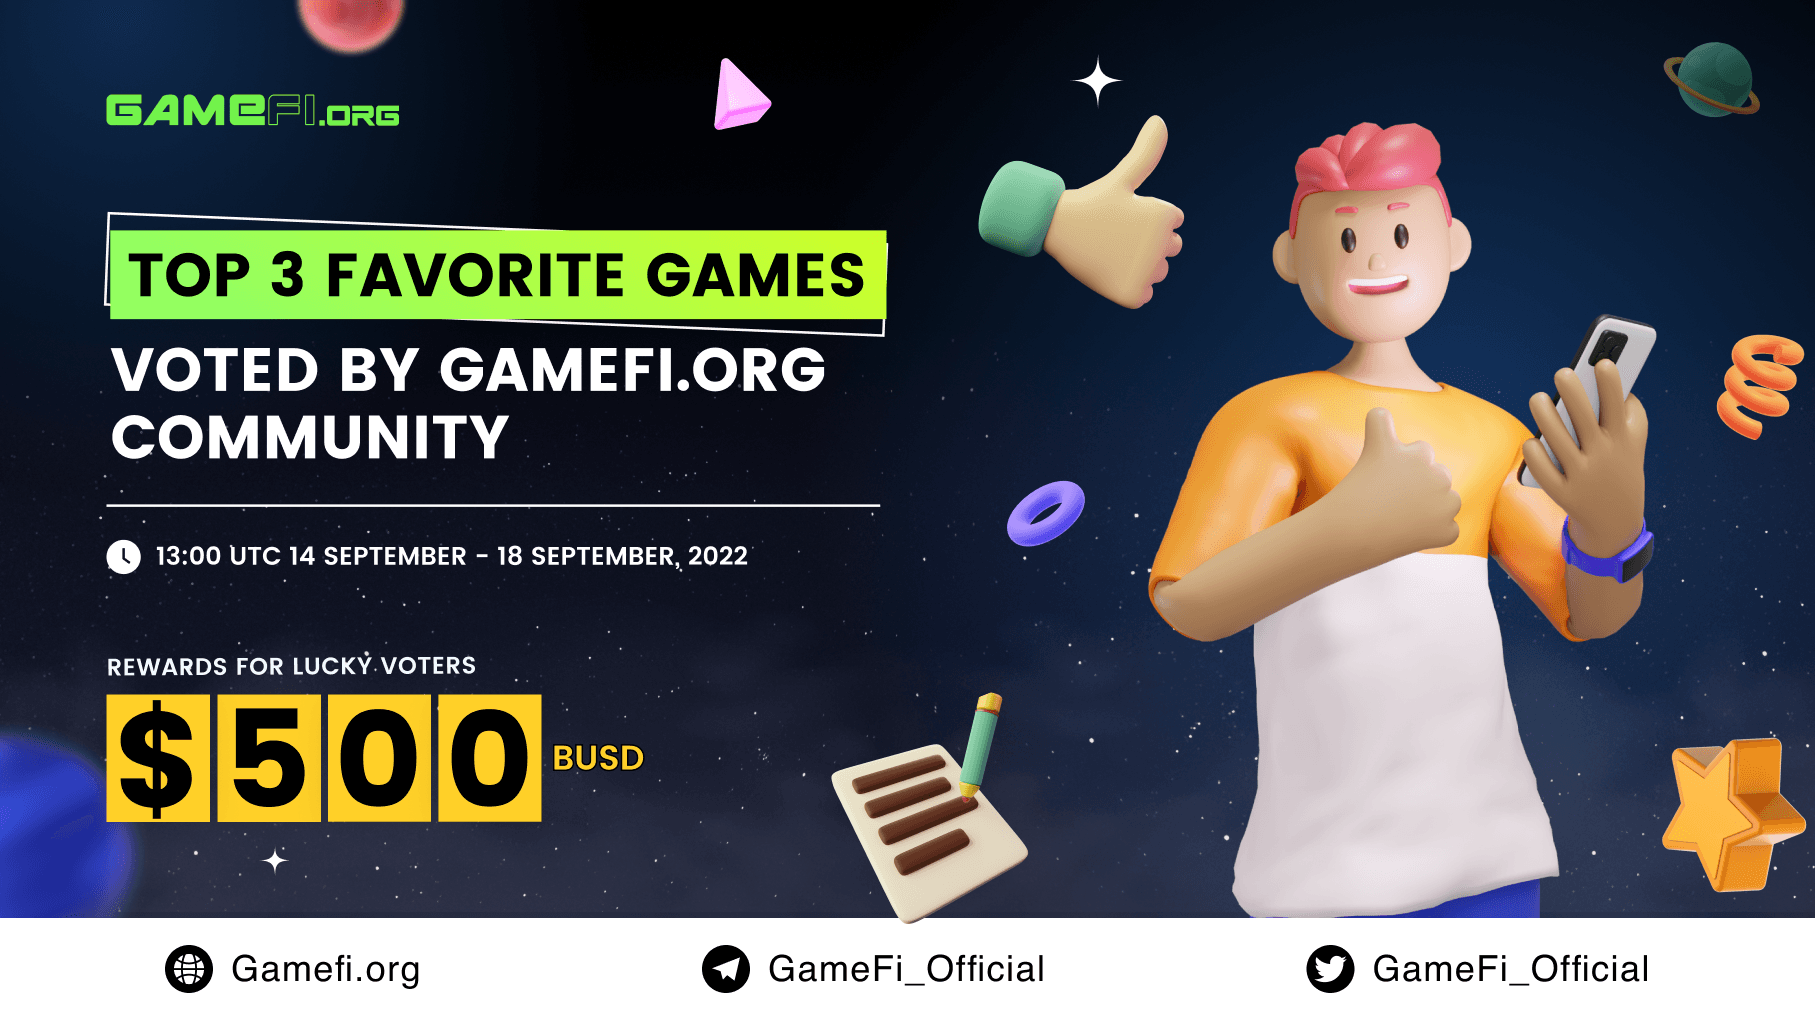 GAMEFI.ORG
TOP 3 FAVORITE GAMES
VOTED BY GAMEFI.ORG
COMMUNITY
13:00 UTC 14 SEPTEMBER - 18 SEPTEMBER, 2022
REWARDS FOR LUCKY VOTERS
$500 BUSD
Gamefi.org
GameFi_Official
GameFi_Official